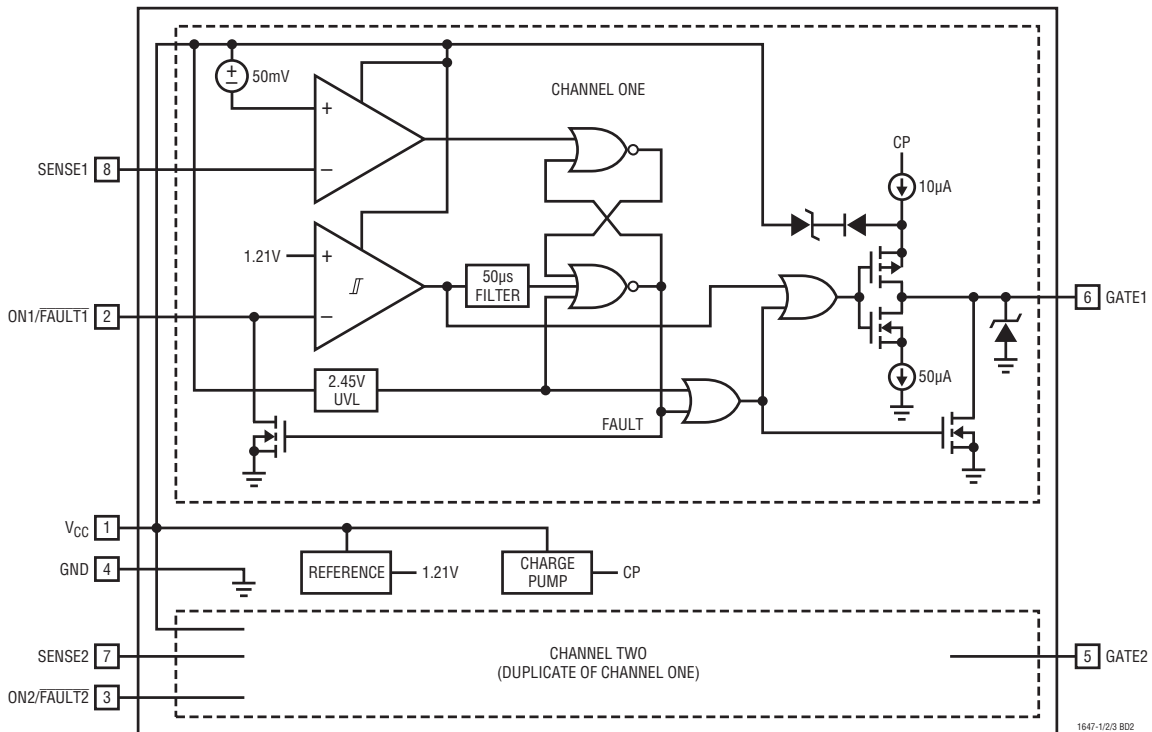 50mV
CHANNEL ONE
+
–
SENSE1
8
CP
10µA
1.21V
+
–
50µs
FILTER
ON1/FAULT1
2
6
GATE1
2.45V
UVL
50µA
FAULT
VCC
1
GND
4
REFERENCE
1.21V
CHARGE
PUMP
CP
SENSE2
7
CHANNEL TWO
(DUPLICATE OF CHANNEL ONE)
5
GATE2
ON2/FAULT2
3
1647-1/2/3 BD2